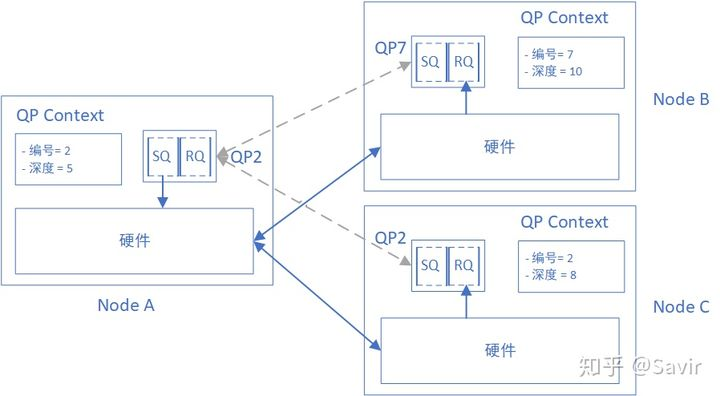 QP Context
- 编号= 2
- 深度 = 5
SQ
RQ
QP2
硬件
Node A
QP Context
QP7
SQ
RQ
- 编号= 7
- 深度 = 10
硬件
Node B
QP Context
QP2
SQ
RQ
- 编号= 2
- 深度 = 8
硬件
Node C
知乎 @Savir